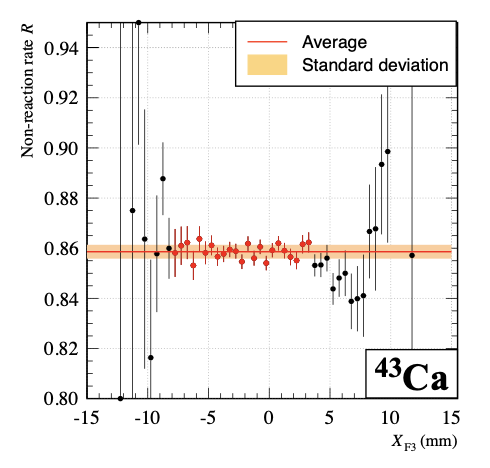 Non-reaction rate R
0.94
0.92
0.90
0.88
0.86
0.84
0.82
0.80
Average
Standard deviation
⁴³Ca
-15 -10 -5 0 5 10 15
X_F3 (mm)